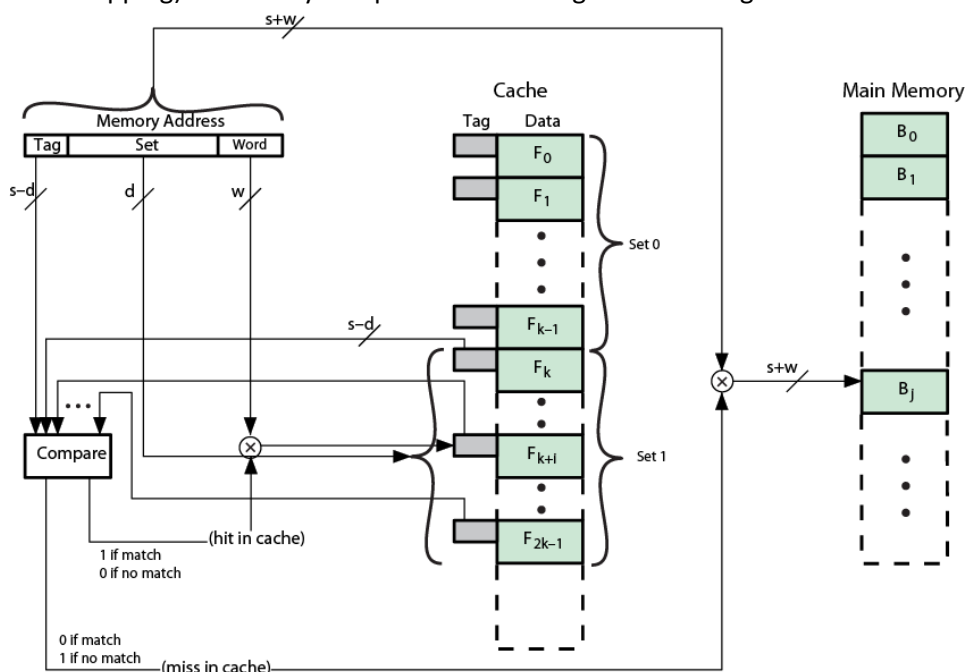 s+w
Cache
Main Memory
Memory Address
Tag Data
Tag Set Word
B0
F0
B1
s–d d w
F1
Set 0
s–d
Fk–1
Fk
s+w
Bj
Compare
Fk+i
Set 1
(hit in cache)
F2k–1
1 if match
0 if no match
0 if match
1 if no match
(miss in cache)